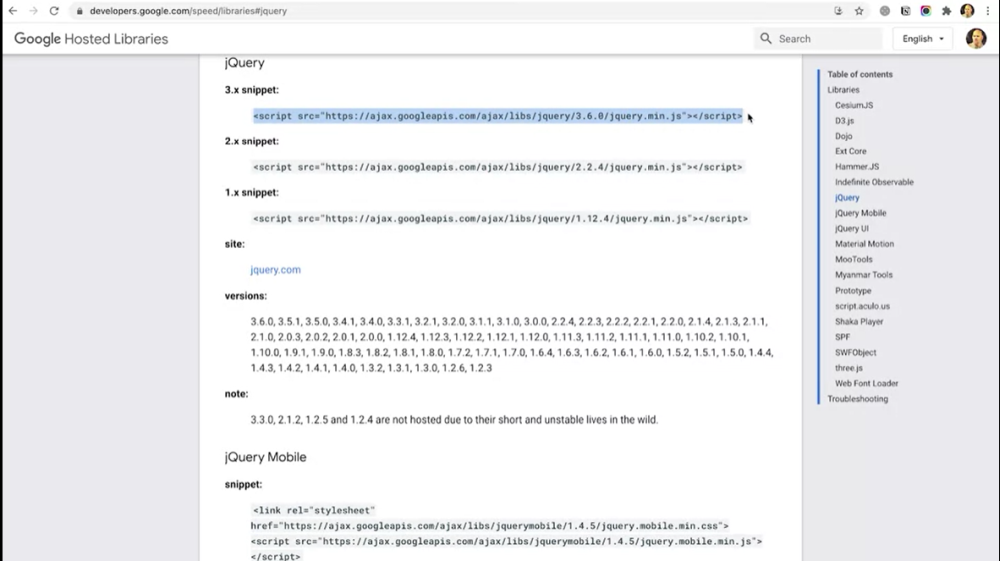 developers.google.com/speed/libraries#jquery
Google Hosted Libraries
Search
English
jQuery
3.x snippet:
<script src="https://ajax.googleapis.com/ajax/libs/jquery/3.6.0/jquery.min.js"></script>
2.x snippet:
<script src="https://ajax.googleapis.com/ajax/libs/jquery/2.2.4/jquery.min.js"></script>
1.x snippet:
<script src="https://ajax.googleapis.com/ajax/libs/jquery/1.12.4/jquery.min.js"></script>
site:
jquery.com
versions:
3.6.0, 3.5.1, 3.5.0, 3.4.1, 3.4.0, 3.3.1, 3.2.1, 3.2.0, 3.1.1, 3.1.0, 3.0.0, 2.2.4, 2.2.3, 2.2.2, 2.2.1, 2.2.0, 2.1.4, 2.1.3, 2.1.1,
2.1.0, 2.0.3, 2.0.2, 2.0.1, 2.0.0, 1.12.4, 1.12.3, 1.12.2, 1.12.1, 1.12.0, 1.11.3, 1.11.2, 1.11.1, 1.11.0, 1.10.2, 1.10.1,
1.10.0, 1.9.1, 1.9.0, 1.8.3, 1.8.2, 1.8.1, 1.8.0, 1.7.2, 1.7.1, 1.7.0, 1.6.4, 1.6.3, 1.6.2, 1.6.1, 1.6.0, 1.5.2, 1.5.1, 1.5.0, 1.4.4,
1.4.3, 1.4.2, 1.4.1, 1.4.0, 1.3.2, 1.3.1, 1.3.0, 1.2.6, 1.2.3
note:
3.3.0, 2.1.2, 1.2.5 and 1.2.4 are not hosted due to their short and unstable lives in the wild.
jQuery Mobile
snippet:
<link rel="stylesheet"
href="https://ajax.googleapis.com/ajax/libs/jquerymobile/1.4.5/jquery.mobile.min.css">
<script src="https://ajax.googleapis.com/ajax/libs/jquerymobile/1.4.5/jquery.mobile.min.js">
</script>
Table of contents
Libraries
CesiumJS
D3.js
Dojo
Ext Core
Hammer.JS
Indefinite Observable
jQuery
jQuery Mobile
jQuery UI
Material Motion
MooTools
Myanmar Tools
Prototype
script.aculo.us
Shaka Player
SPF
SWFObject
three.js
Web Font Loader
Troubleshooting